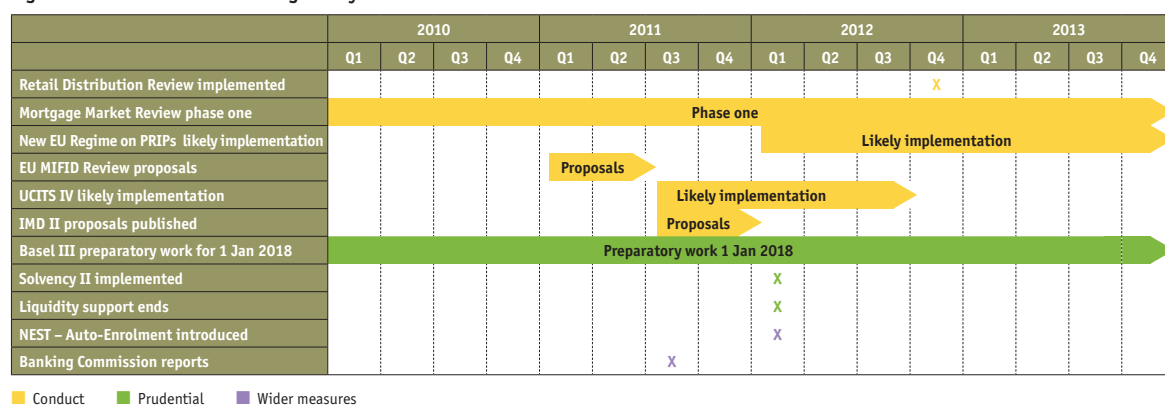 2010 2011 2012 2013
Q1 Q2 Q3 Q4 Q1 Q2 Q3 Q4 Q1 Q2 Q3 Q4 Q1 Q2 Q3 Q4
Retail Distribution Review implemented X
Mortgage Market Review phase one Phase one
New EU Regime on PRIPs likely implementation Likely implementation
EU MIFID Review proposals Proposals
UCITS IV likely implementation Likely implementation
IMD II proposals published Proposals
Basel III preparatory work for 1 Jan 2018 Preparatory work 1 Jan 2018
Solvency II implemented X
Liquidity support ends X
NEST – Auto-Enrolment introduced X
Banking Commission reports X
Conduct Prudential Wider measures